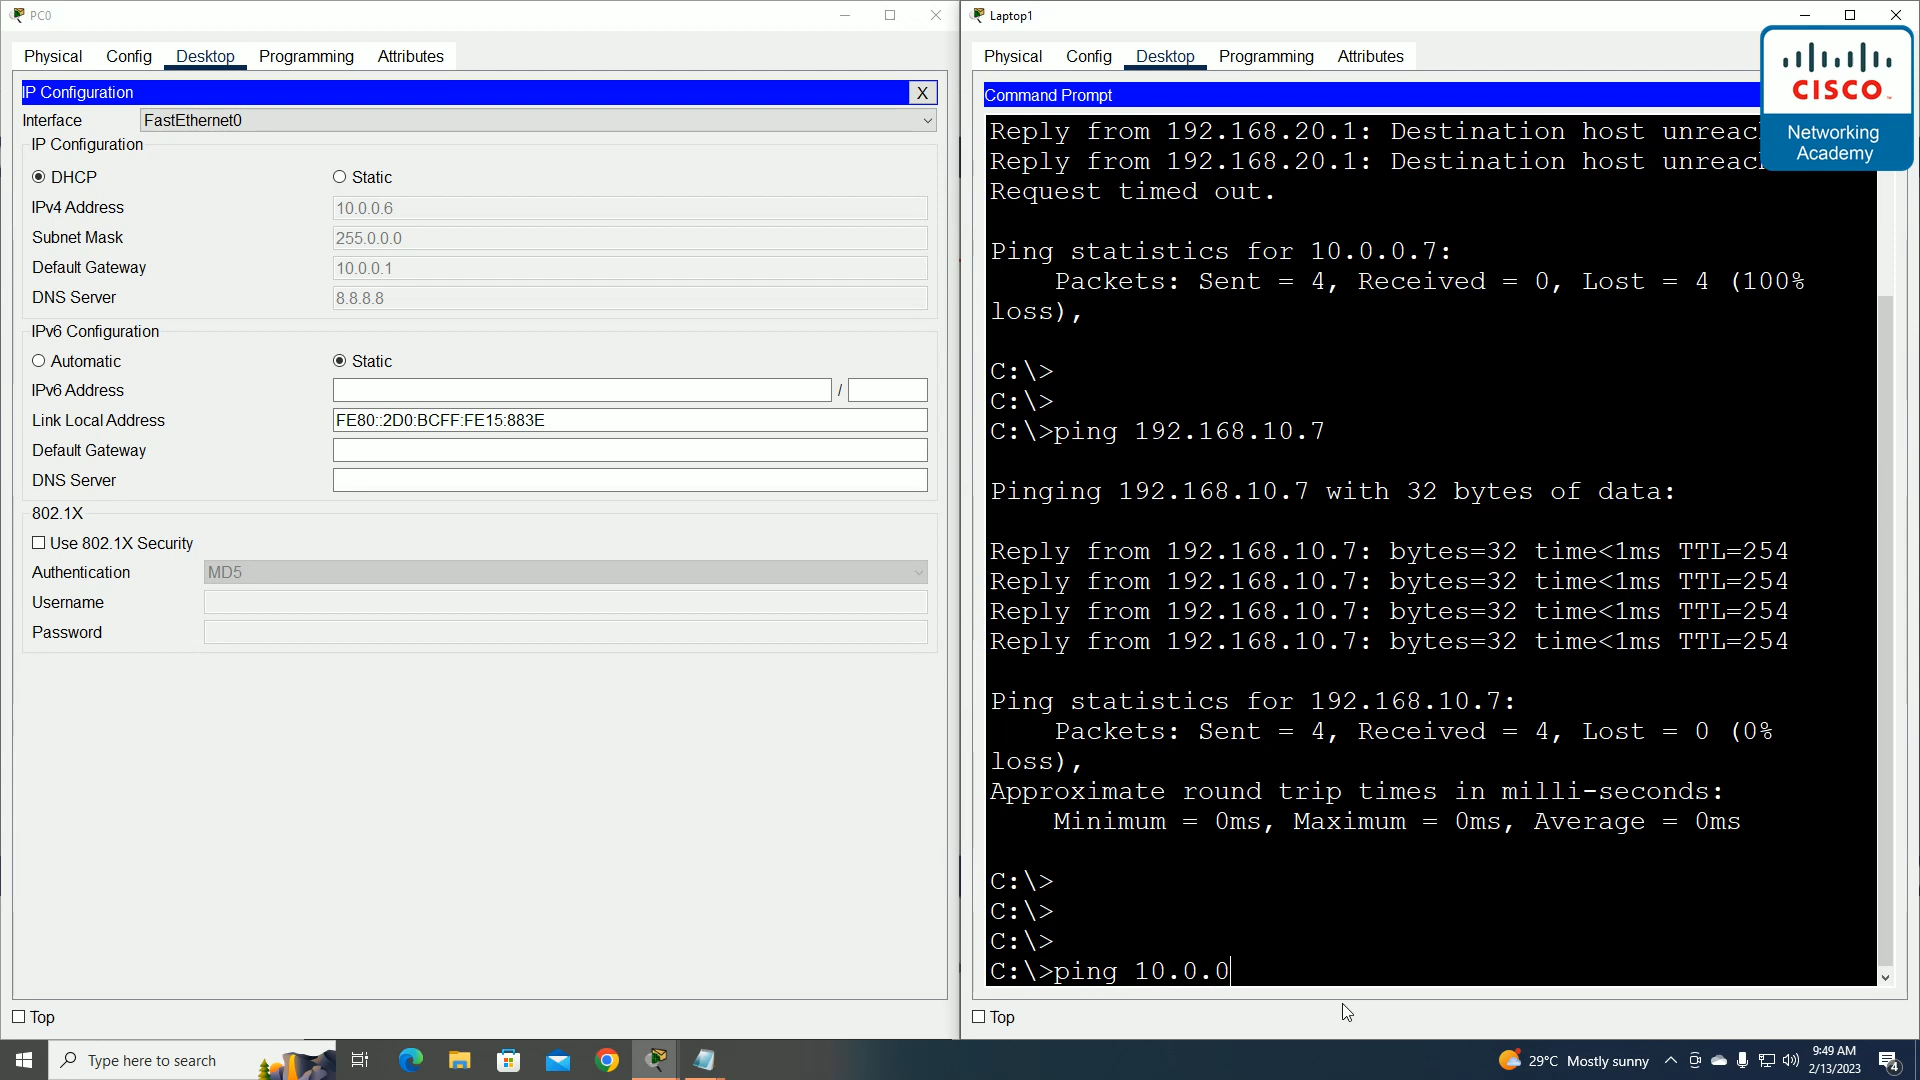 PC0
Physical Config Desktop Programming Attributes
IP Configuration X
Interface FastEthernet0
IP Configuration
DHCP Static
IPv4 Address 10.0.0.6
Subnet Mask 255.0.0.0
Default Gateway 10.0.0.1
DNS Server 8.8.8.8
IPv6 Configuration
Automatic Static
IPv6 Address /
Link Local Address FE80::2D0:BCFF:FE15:883E
Default Gateway
DNS Server
802.1X
Use 802.1X Security
Authentication MD5
Username
Password
Top
Laptop1
Physical Config Desktop Programming Attributes
Command Prompt
Reply from 192.168.20.1: Destination host unreac
Reply from 192.168.20.1: Destination host unreac
Request timed out.
Ping statistics for 10.0.0.7:
Packets: Sent = 4, Received = 0, Lost = 4 (100%
loss),
C:\>
C:\>
C:\>ping 192.168.10.7
Pinging 192.168.10.7 with 32 bytes of data:
Reply from 192.168.10.7: bytes=32 time<1ms TTL=254
Reply from 192.168.10.7: bytes=32 time<1ms TTL=254
Reply from 192.168.10.7: bytes=32 time<1ms TTL=254
Reply from 192.168.10.7: bytes=32 time<1ms TTL=254
Ping statistics for 192.168.10.7:
Packets: Sent = 4, Received = 4, Lost = 0 (0%
loss),
Approximate round trip times in milli-seconds:
Minimum = 0ms, Maximum = 0ms, Average = 0ms
C:\>
C:\>
C:\>
C:\>ping 10.0.0
Top
CISCO
Networking
Academy
Type here to search
29°C Mostly sunny
9:49 AM
2/13/2023
4